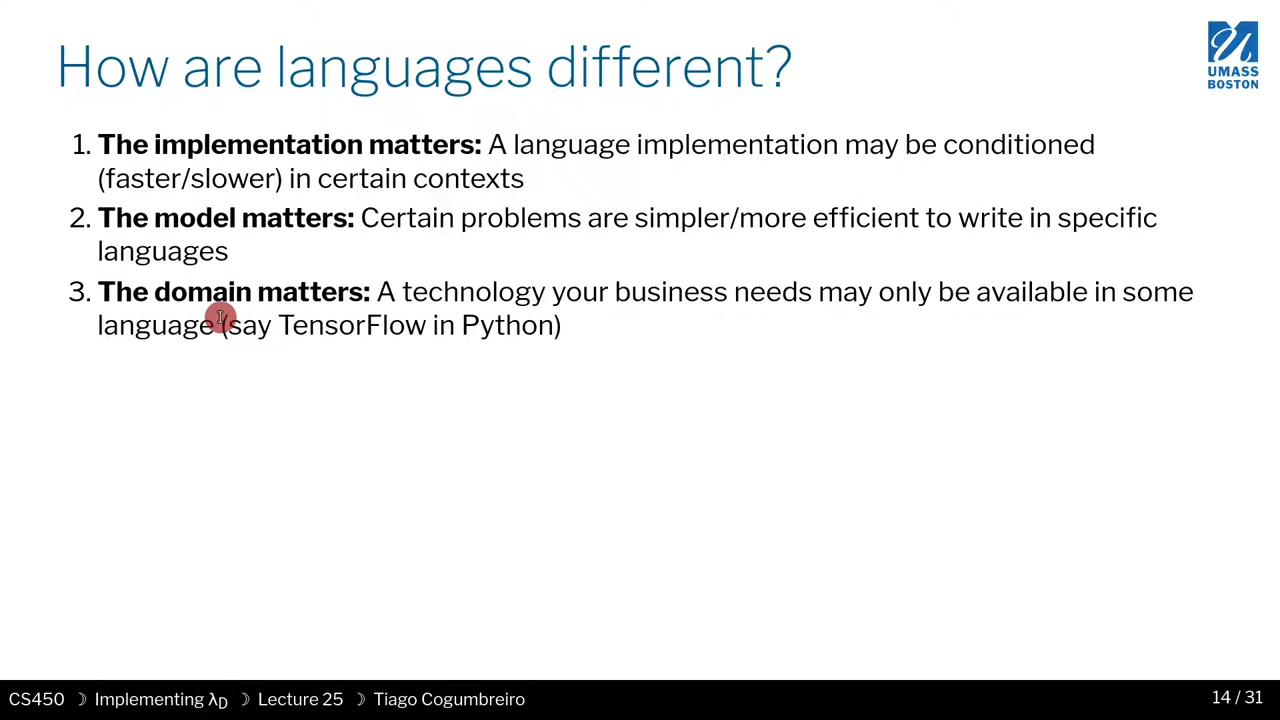 How are languages different?
UMASS
BOSTON
1. The implementation matters: A language implementation may be conditioned
(faster/slower) in certain contexts
2. The model matters: Certain problems are simpler/more efficient to write in specific
languages
3. The domain matters: A technology your business needs may only be available in some
language (say TensorFlow in Python)
CS450 ☽ Implementing λD ☽ Lecture 25 ☽ Tiago Cogumbreiro
14 / 31